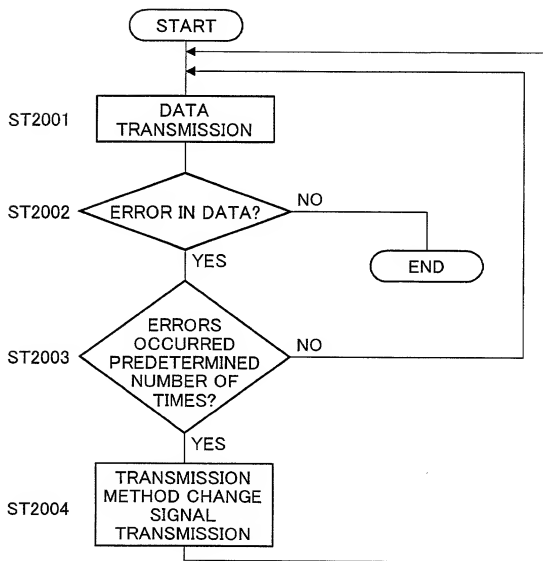 START
ST2001
DATA
TRANSMISSION
ST2002
ERROR IN DATA?
NO
END
YES
ST2003
ERRORS
OCCURRED
PREDETERMINED
NUMBER OF
TIMES?
NO
YES
ST2004
TRANSMISSION
METHOD CHANGE
SIGNAL
TRANSMISSION